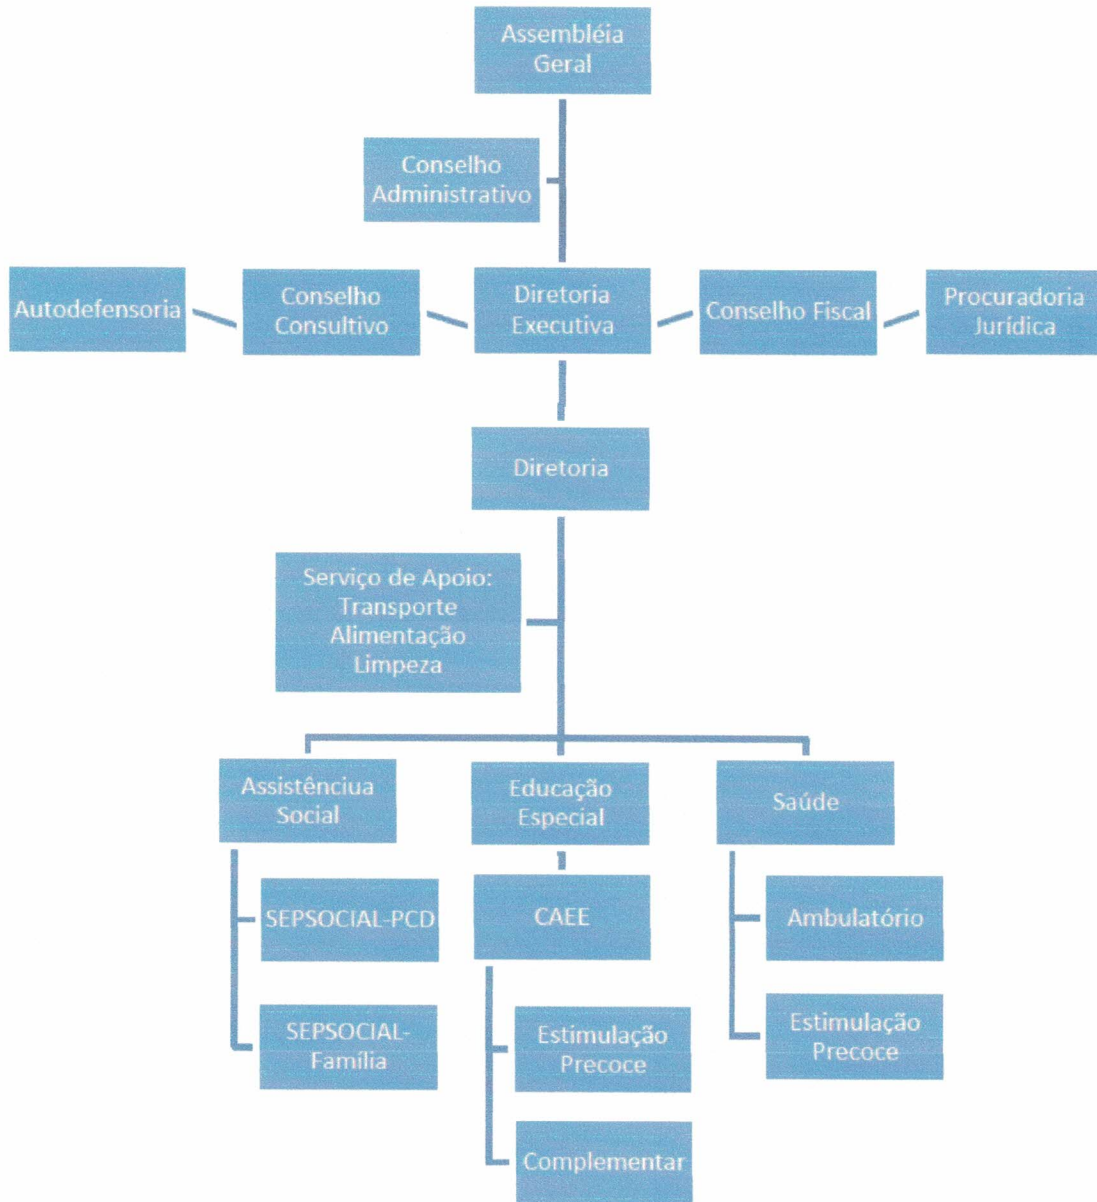 Assembléia
Geral
Conselho
Administrativo
Autodefensoria
Conselho
Consultivo
Diretoria
Executiva
Conselho Fiscal
Procuradoria
Jurídica
Diretoria
Serviço de Apoio:
Transporte
Alimentação
Limpeza
Assistênciua
Social
Educação
Especial
Saúde
SEPSOCIAL-PCD
CAEE
Ambulatório
SEPSOCIAL-
Família
Estimulação
Precoce
Estimulação
Precoce
Complementar